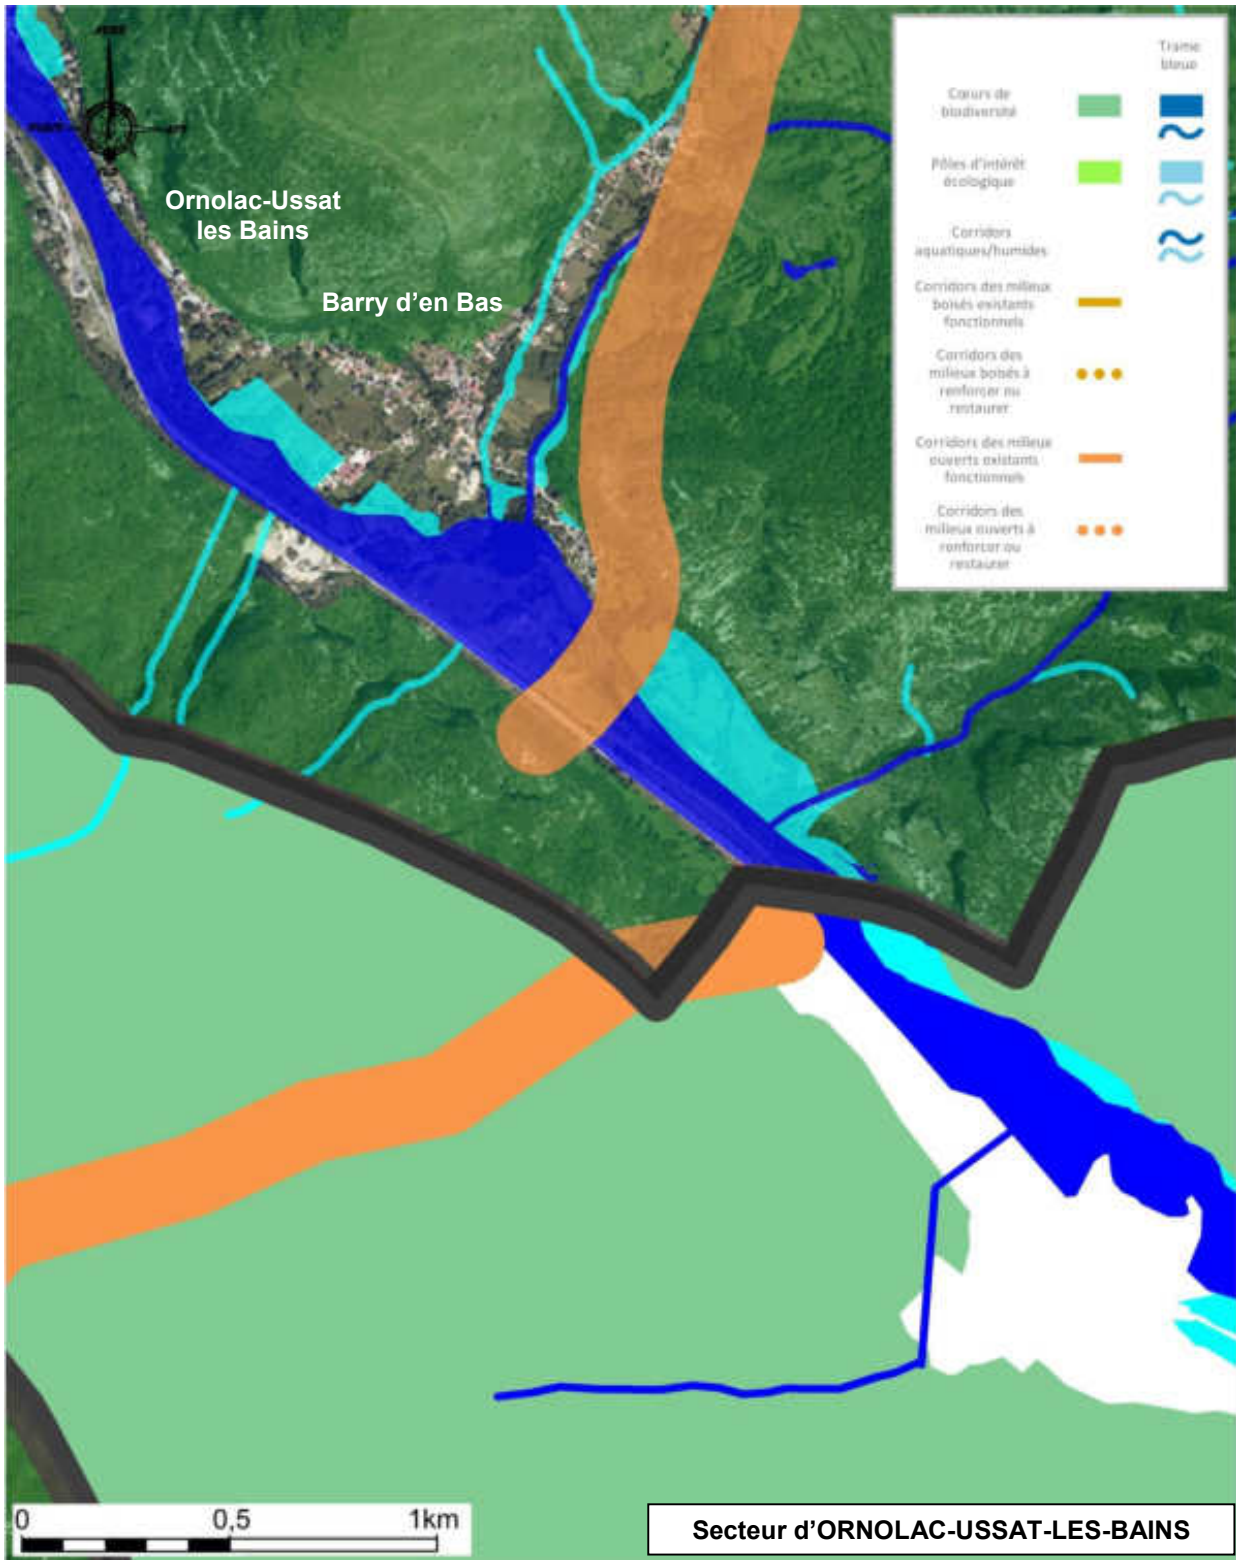 Trame
bleue
Cœurs de
biodiversité
Pôles d'intérêt
écologique
Corridors
aquatiques/humides
Corridors des milieux
boisés existants
fonctionnels
Corridors des
milieux boisés à
renforcer ou
restaurer
Corridors des milieux
ouverts existants
fonctionnels
Corridors des
milieux ouverts à
renforcer ou
restaurer
Ornolac-Ussat
les Bains
Barry d'en Bas
0 0,5 1km
Secteur d'ORNOLAC-USSAT-LES-BAINS